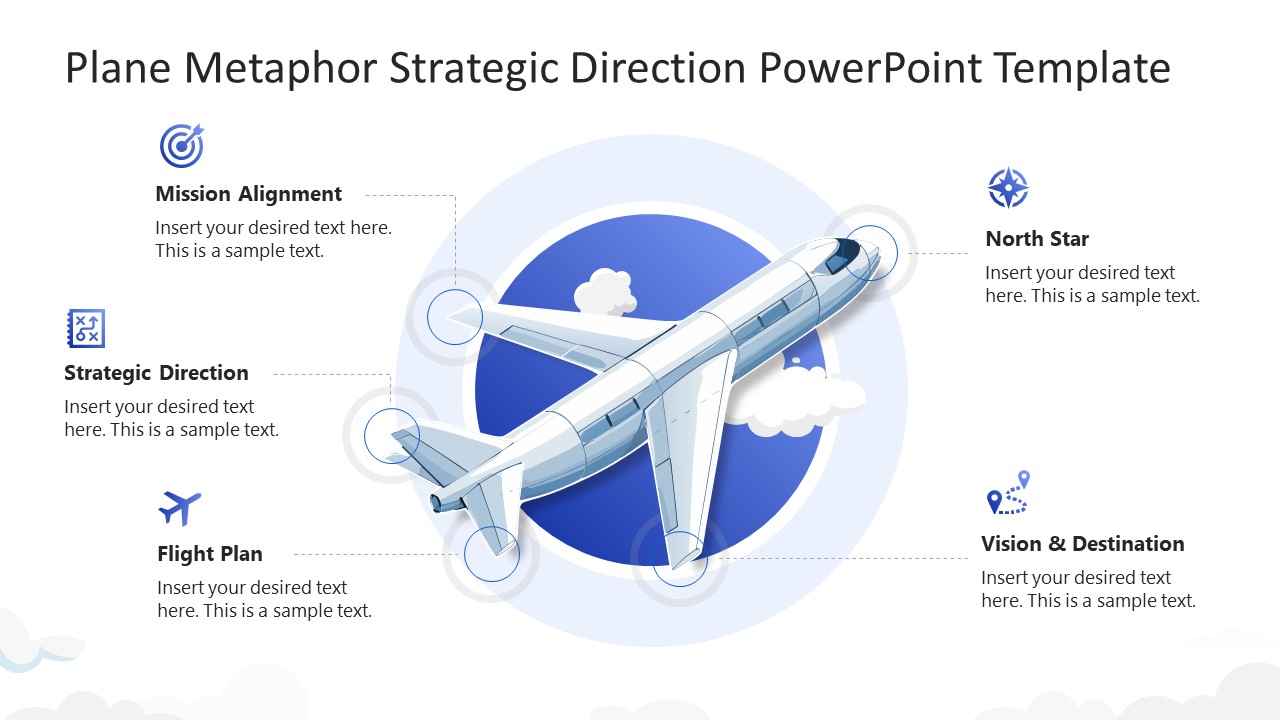 Plane Metaphor Strategic Direction PowerPoint Template
Mission Alignment
Insert your desired text here.
This is a sample text.
Strategic Direction
Insert your desired text
here. This is a sample text.
Flight Plan
Insert your desired text
here. This is a sample text.
North Star
Insert your desired text
here. This is a sample text.
Vision & Destination
Insert your desired text
here. This is a sample text.